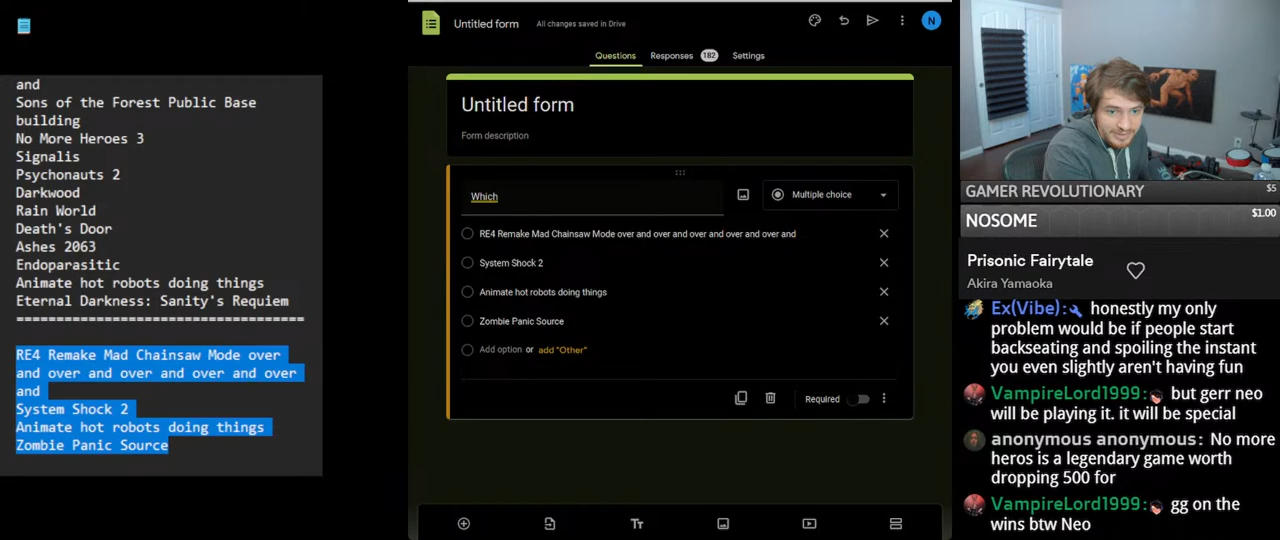 and
Sons of the Forest Public Base
building
No More Heroes 3
Signalis
Psychonauts 2
Darkwood
Rain World
Death's Door
Ashes 2063
Endoparasitic
Animate hot robots doing things
Eternal Darkness: Sanity's Requiem
====================================
RE4 Remake Mad Chainsaw Mode over
and over and over and over and over
and
System Shock 2
Animate hot robots doing things
Zombie Panic Source
Untitled form
All changes saved in Drive
N
Questions
Responses 182
Settings
Untitled form
Form description
Which
Multiple choice
RE4 Remake Mad Chainsaw Mode over and over and over and over and over and
System Shock 2
Animate hot robots doing things
Zombie Panic Source
Add option or add "Other"
Required
Tт
GAMER REVOLUTIONARY $5
NOSOME $1.00
Prisonic Fairytale
Akira Yamaoka
Ex(Vibe): honestly my only
problem would be if people start
backseating and spoiling the instant
you even slightly aren't having fun
VampireLord1999: but gerr neo
will be playing it. it will be special
anonymous anonymous: No more
heros is a legendary game worth
dropping 500 for
VampireLord1999: gg on the
wins btw Neo